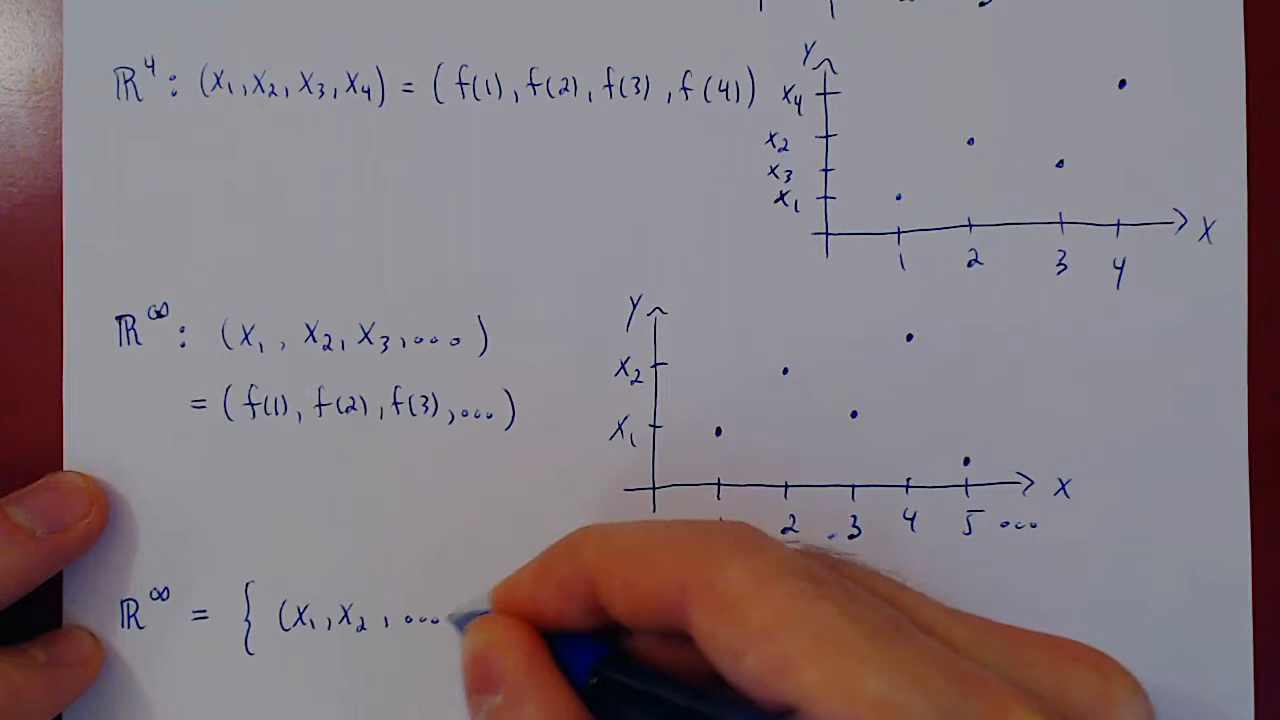 ℝ⁴ : (x₁, x₂, x₃, x₄) = ( f(1), f(2), f(3), f(4) )
Y
x₄
x₂
x₃
x₁
X
1 2 3 4
ℝ^∞ : (x₁, x₂, x₃, ... )
= ( f(1), f(2), f(3), ... )
Y
x₂
x₁
X
2 3 4 5 ...
ℝ^∞ = { (x₁, x₂, ...